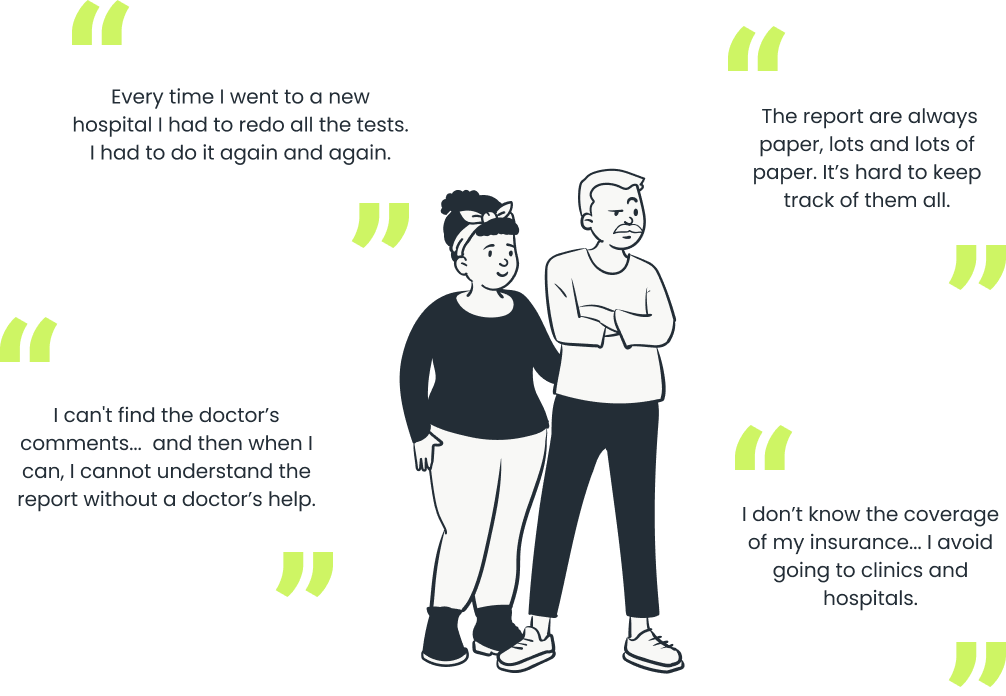 Every time I went to a new
hospital I had to redo all the tests.
I had to do it again and again.
The report are always
paper, lots and lots of
paper. It’s hard to keep
track of them all.
I can't find the doctor’s
comments... and then when I
can, I cannot understand the
report without a doctor’s help.
I don’t know the coverage
of my insurance... I avoid
going to clinics and
hospitals.